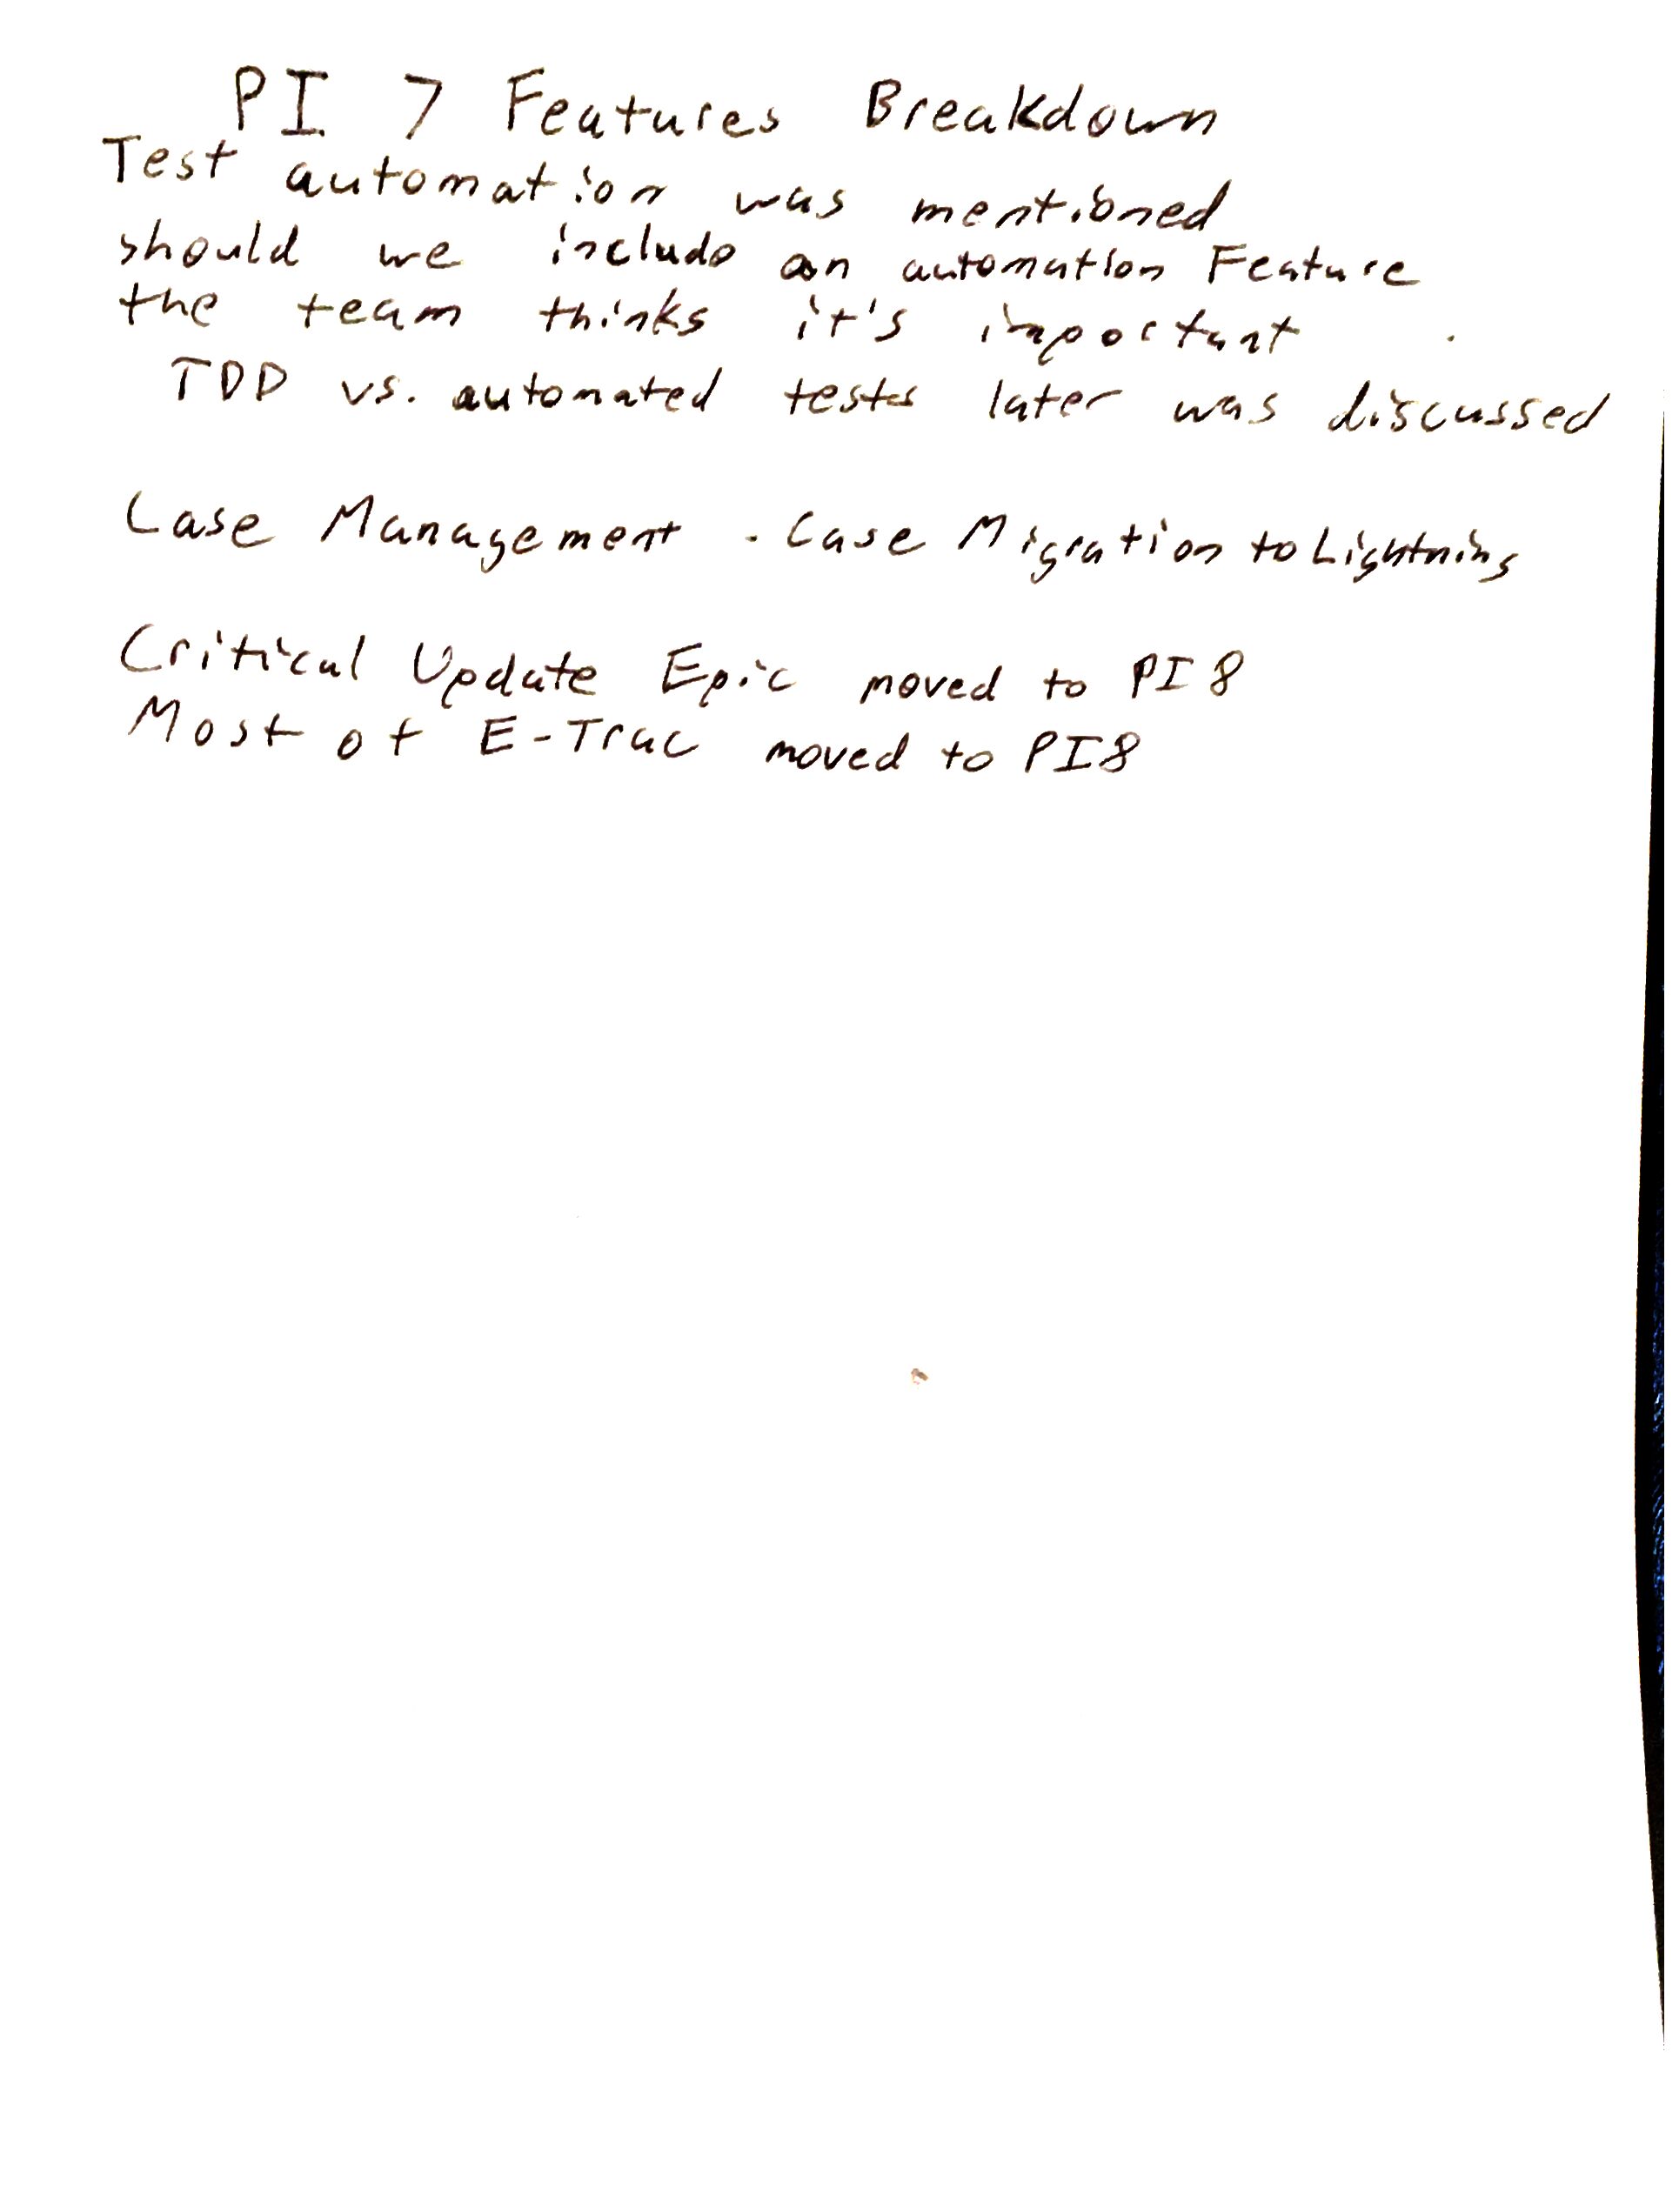 PI 7 Features Breakdown
Test automation was mentioned
should we include an automation Feature
the team thinks it's important
TDD vs. automated tests later was discussed
Case Management - Case Migration to Lightning
Critical Update Epic moved to PI 8
Most of E-Trac moved to PI8